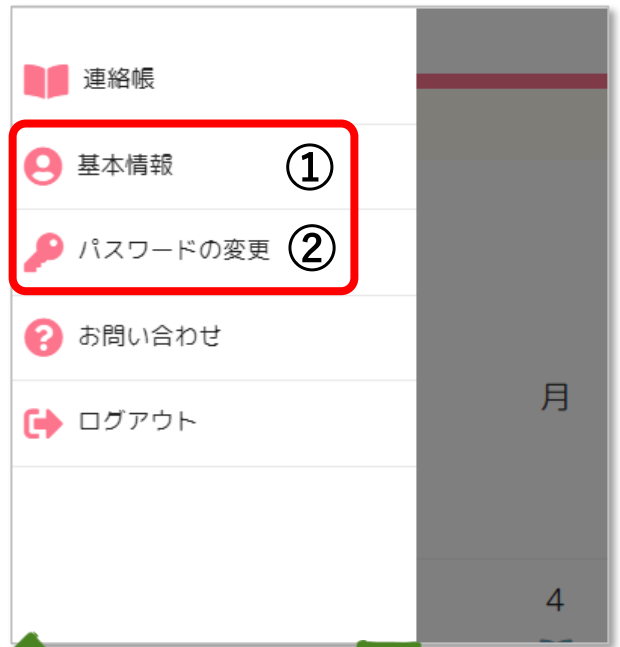 連絡帳
基本情報 ①
パスワードの変更 ②
お問い合わせ
月
ログアウト
4